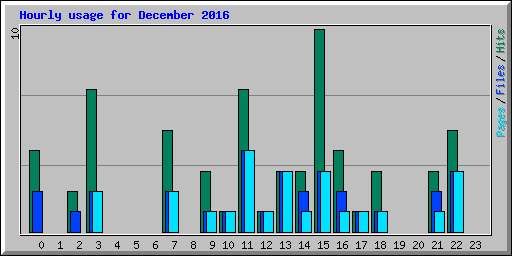 Hourly usage for December 2016
10
Pages/Files/Hits
0 1 2 3 4 5 6 7 8 9 10 11 12 13 14 15 16 17 18 19 20 21 22 23